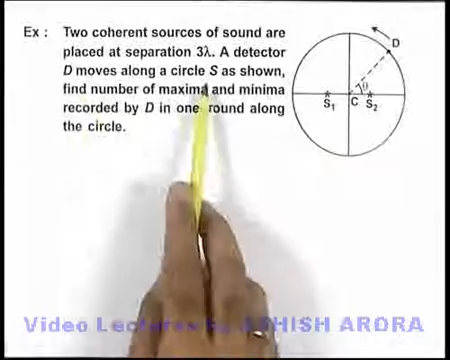 Ex : Two coherent sources of sound are
placed at separation 3λ. A detector
D moves along a circle S as shown,
find number of maxima and minima
recorded by D in one round along
the circle.
D
θ
S₁ C S₂
Video Lectures by ASHISH ARORA